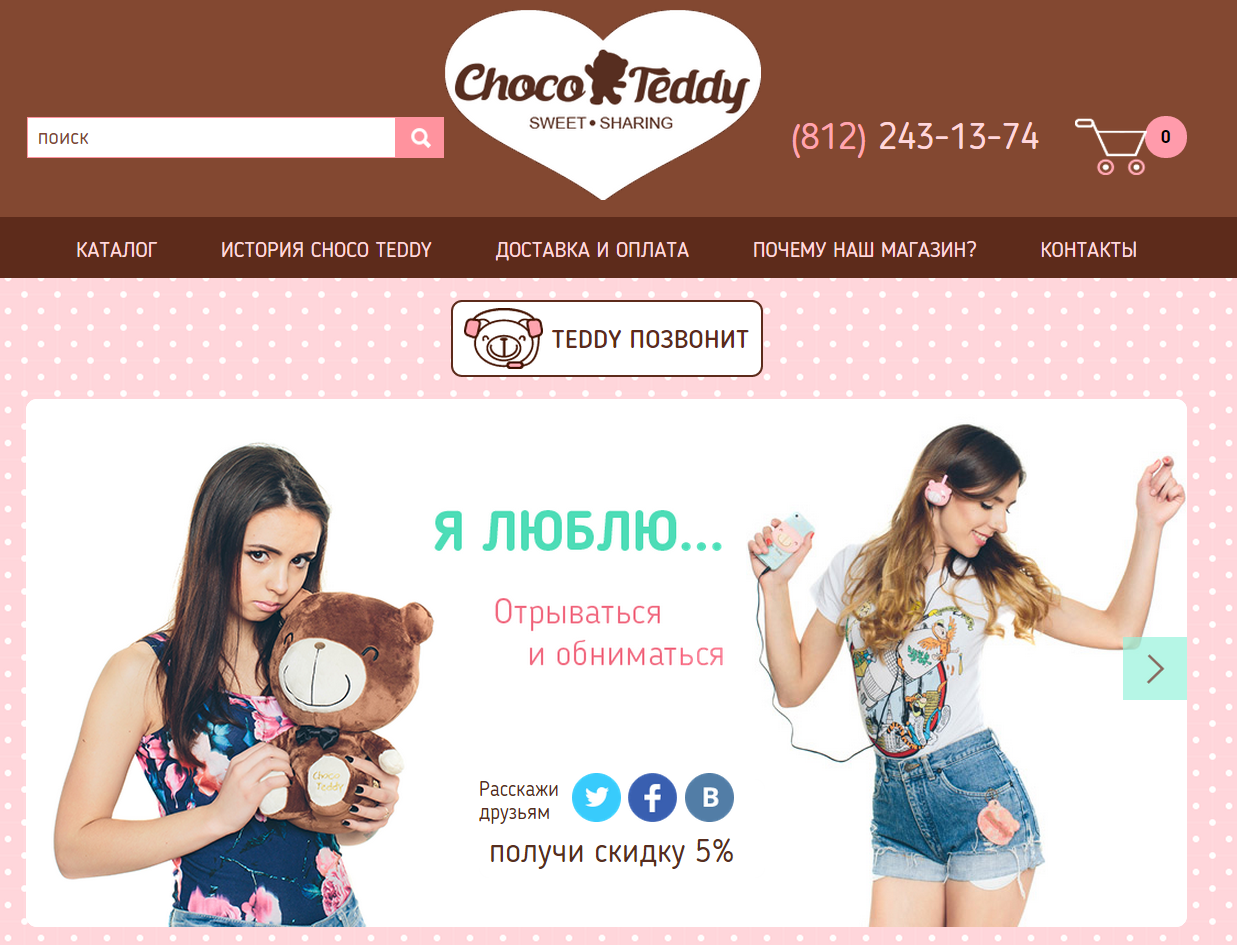 Choco Teddy
SWEET • SHARING
ПОИСК
(812) 243-13-74
0
КАТАЛОГ
ИСТОРИЯ CHOCO TEDDY
ДОСТАВКА И ОПЛАТА
ПОЧЕМУ НАШ МАГАЗИН?
КОНТАКТЫ
TEDDY ПОЗВОНИТ
Я ЛЮБЛЮ...
Отрываться
и обниматься
Choco
Teddy
Расскажи
друзьям
B
получи скидку 5%